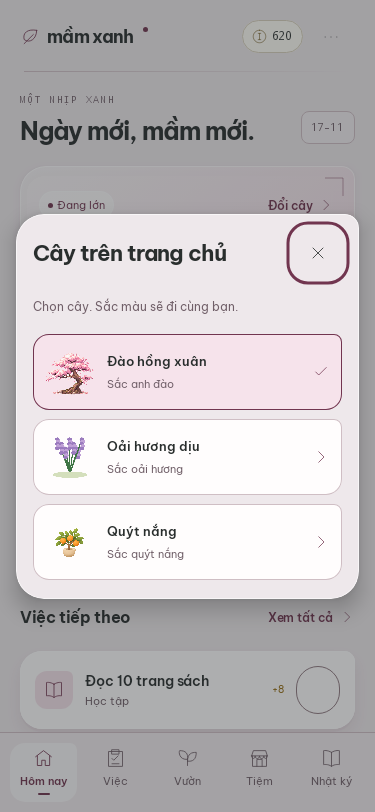 mầm xanh
620
MỘT NHỊP XANH
Ngày mới, mầm mới.
17–11
Đang lớn
Đổi cây
Cây trên trang chủ
Chọn cây. Sắc màu sẽ đi cùng bạn.
Đào hồng xuân
Sắc anh đào
Oải hương dịu
Sắc oải hương
Quýt nắng
Sắc quýt nắng
Việc tiếp theo
Xem tất cả
Đọc 10 trang sách
Học tập
+8
Hôm nay
Việc
Vườn
Tiệm
Nhật ký